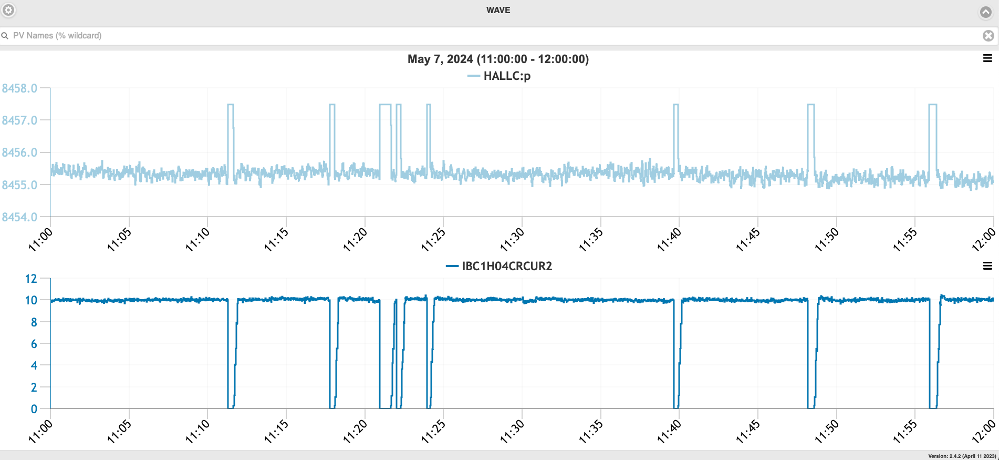 WAVE
PV Names (% wildcard)
May 7, 2024 (11:00:00 - 12:00:00)
HALLC:p
8458.0
8457.0
8456.0
8455.0
8454.0
11:00 11:05 11:10 11:15 11:20 11:25 11:30 11:35 11:40 11:45 11:50 11:55 12:00
IBC1H04CRCUR2
12
10
8
6
4
2
0
11:00 11:05 11:10 11:15 11:20 11:25 11:30 11:35 11:40 11:45 11:50 11:55 12:00
Version: 2.4.2 (April 11 2023)